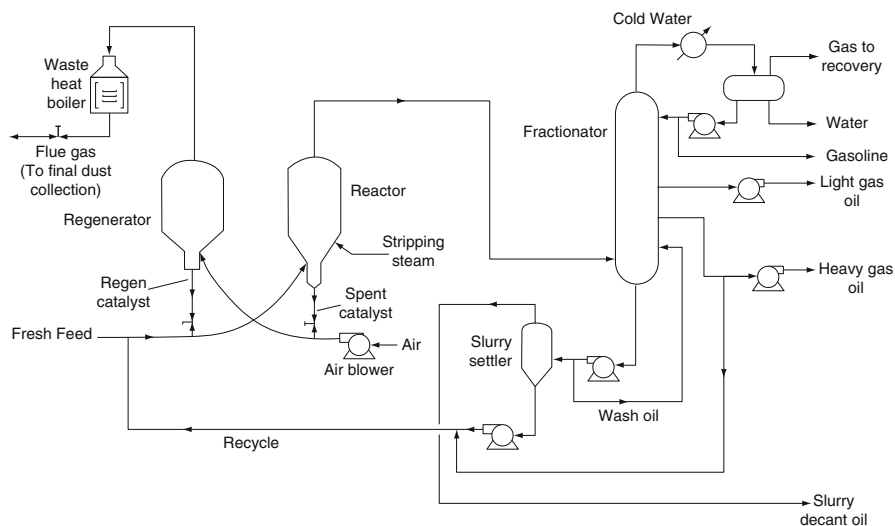 Cold Water
Waste
heat
boiler
Gas to
recovery
Fractionator
Water
Flue gas
(To final dust
collection)
Gasoline
Reactor
Light gas
oil
Regenerator
Stripping
steam
Heavy gas
oil
Regen
catalyst
Spent
catalyst
Fresh Feed
Air
Slurry
settler
Air blower
Wash oil
Recycle
Slurry
decant oil